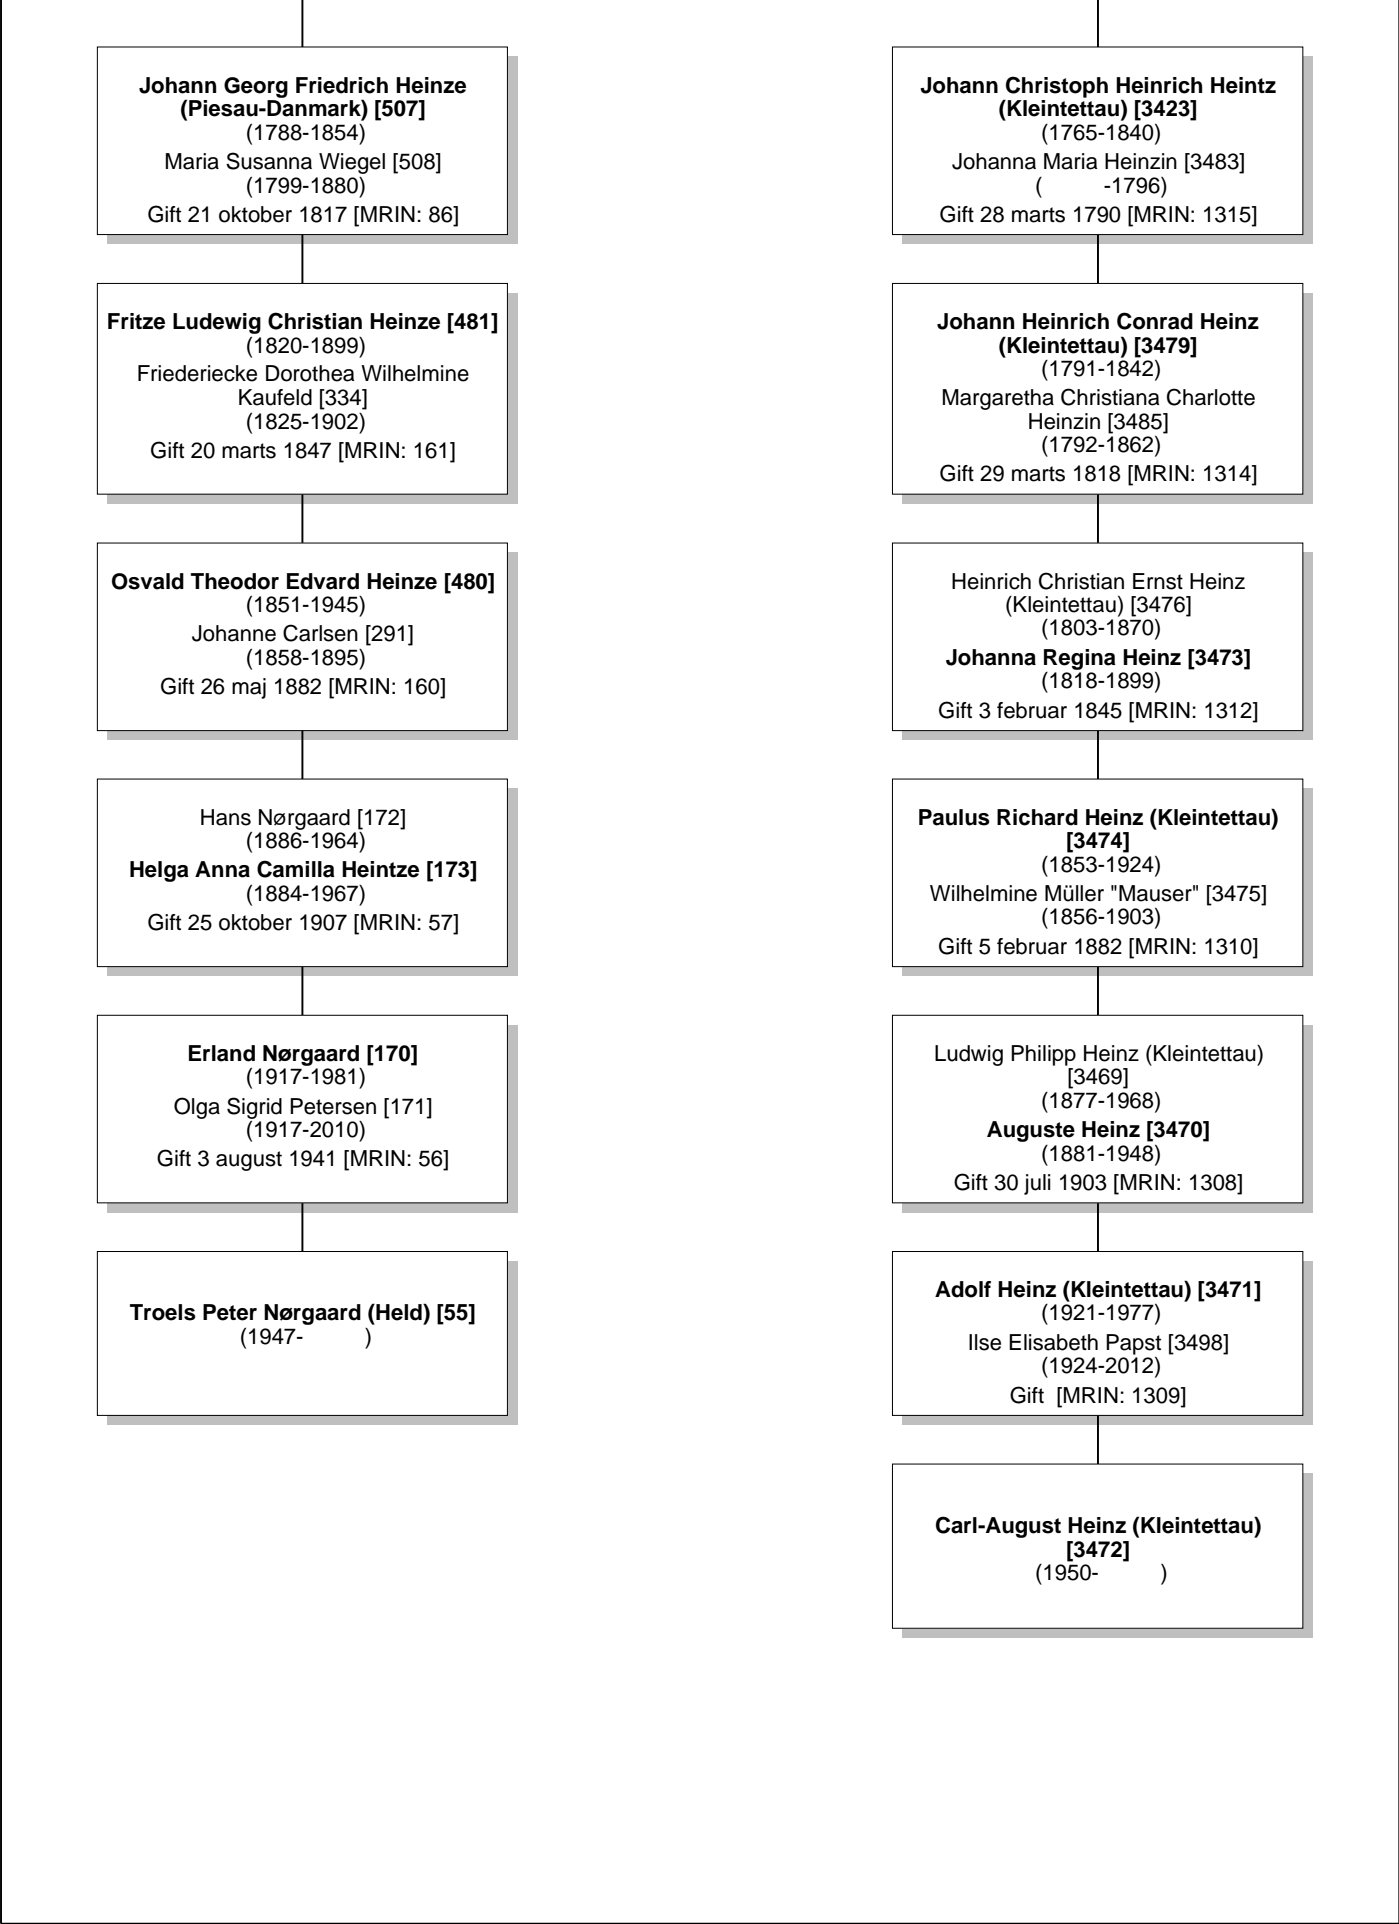 Johann Georg Friedrich Heinze
(Piesau-Danmark) [507]
(1788-1854)
Maria Susanna Wiegel [508]
(1799-1880)
Gift 21 oktober 1817 [MRIN: 86]
Fritze Ludewig Christian Heinze [481]
(1820-1899)
Friederiecke Dorothea Wilhelmine
Kaufeld [334]
(1825-1902)
Gift 20 marts 1847 [MRIN: 161]
Osvald Theodor Edvard Heinze [480]
(1851-1945)
Johanne Carlsen [291]
(1858-1895)
Gift 26 maj 1882 [MRIN: 160]
Hans Nørgaard [172]
(1886-1964)
Helga Anna Camilla Heintze [173]
(1884-1967)
Gift 25 oktober 1907 [MRIN: 57]
Erland Nørgaard [170]
(1917-1981)
Olga Sigrid Petersen [171]
(1917-2010)
Gift 3 august 1941 [MRIN: 56]
Troels Peter Nørgaard (Held) [55]
(1947-          )
Johann Christoph Heinrich Heintz
(Kleintettau) [3423]
(1765-1840)
Johanna Maria Heinzin [3483]
(          -1796)
Gift 28 marts 1790 [MRIN: 1315]
Johann Heinrich Conrad Heinz
(Kleintettau) [3479]
(1791-1842)
Margaretha Christiana Charlotte
Heinzin [3485]
(1792-1862)
Gift 29 marts 1818 [MRIN: 1314]
Heinrich Christian Ernst Heinz
(Kleintettau) [3476]
(1803-1870)
Johanna Regina Heinz [3473]
(1818-1899)
Gift 3 februar 1845 [MRIN: 1312]
Paulus Richard Heinz (Kleintettau)
[3474]
(1853-1924)
Wilhelmine Müller "Mauser" [3475]
(1856-1903)
Gift 5 februar 1882 [MRIN: 1310]
Ludwig Philipp Heinz (Kleintettau)
[3469]
(1877-1968)
Auguste Heinz [3470]
(1881-1948)
Gift 30 juli 1903 [MRIN: 1308]
Adolf Heinz (Kleintettau) [3471]
(1921-1977)
Ilse Elisabeth Papst [3498]
(1924-2012)
Gift  [MRIN: 1309]
Carl-August Heinz (Kleintettau)
[3472]
(1950-          )